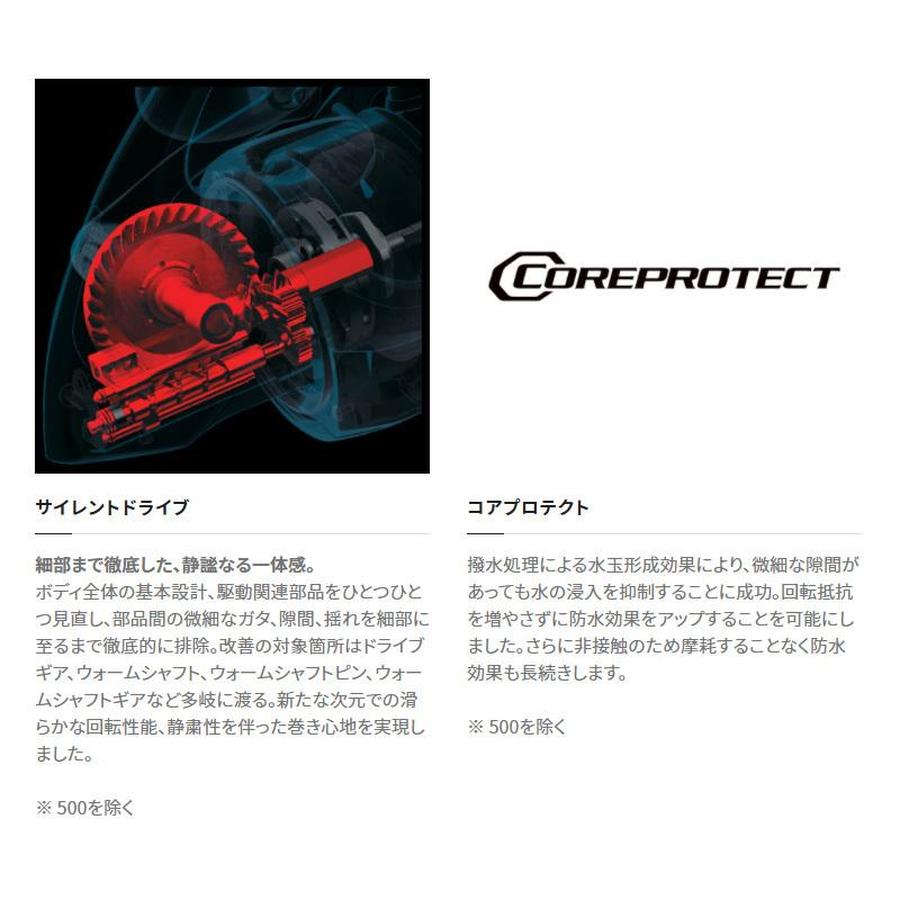 COREPROTECT
サイレントドライブ
細部まで徹底した、静謐なる一体感。
ボディ全体の基本設計、駆動関連部品をひとつひと
つ見直し、部品間の微細なガタ、隙間、揺れを細部に
至るまで徹底的に排除。改善の対象箇所はドライブ
ギア、ウォームシャフト、ウォームシャフトピン、ウォー
ムシャフトギアなど多岐に渡る。新たな次元での滑
らかな回転性能、静粛性を伴った巻き心地を実現し
ました。
※ 500を除く
コアプロテクト
撥水処理による水玉形成効果により、微細な隙間が
あっても水の浸入を抑制することに成功。回転抵抗
を増やさずに防水効果をアップすることを可能にし
ました。さらに非接触のため摩耗することなく防水
効果も長続きします。
※ 500を除く